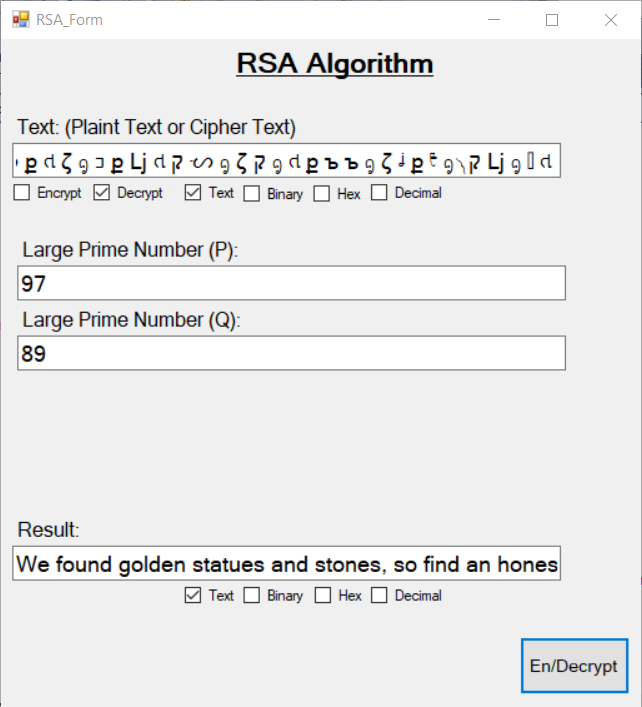 RSA_Form
RSA Algorithm
Text: (Plaint Text or Cipher Text)
Encrypt Decrypt Text Binary Hex Decimal
Large Prime Number (P):
97
Large Prime Number (Q):
89
Result:
We found golden statues and stones, so find an hones
Text Binary Hex Decimal
En/Decrypt